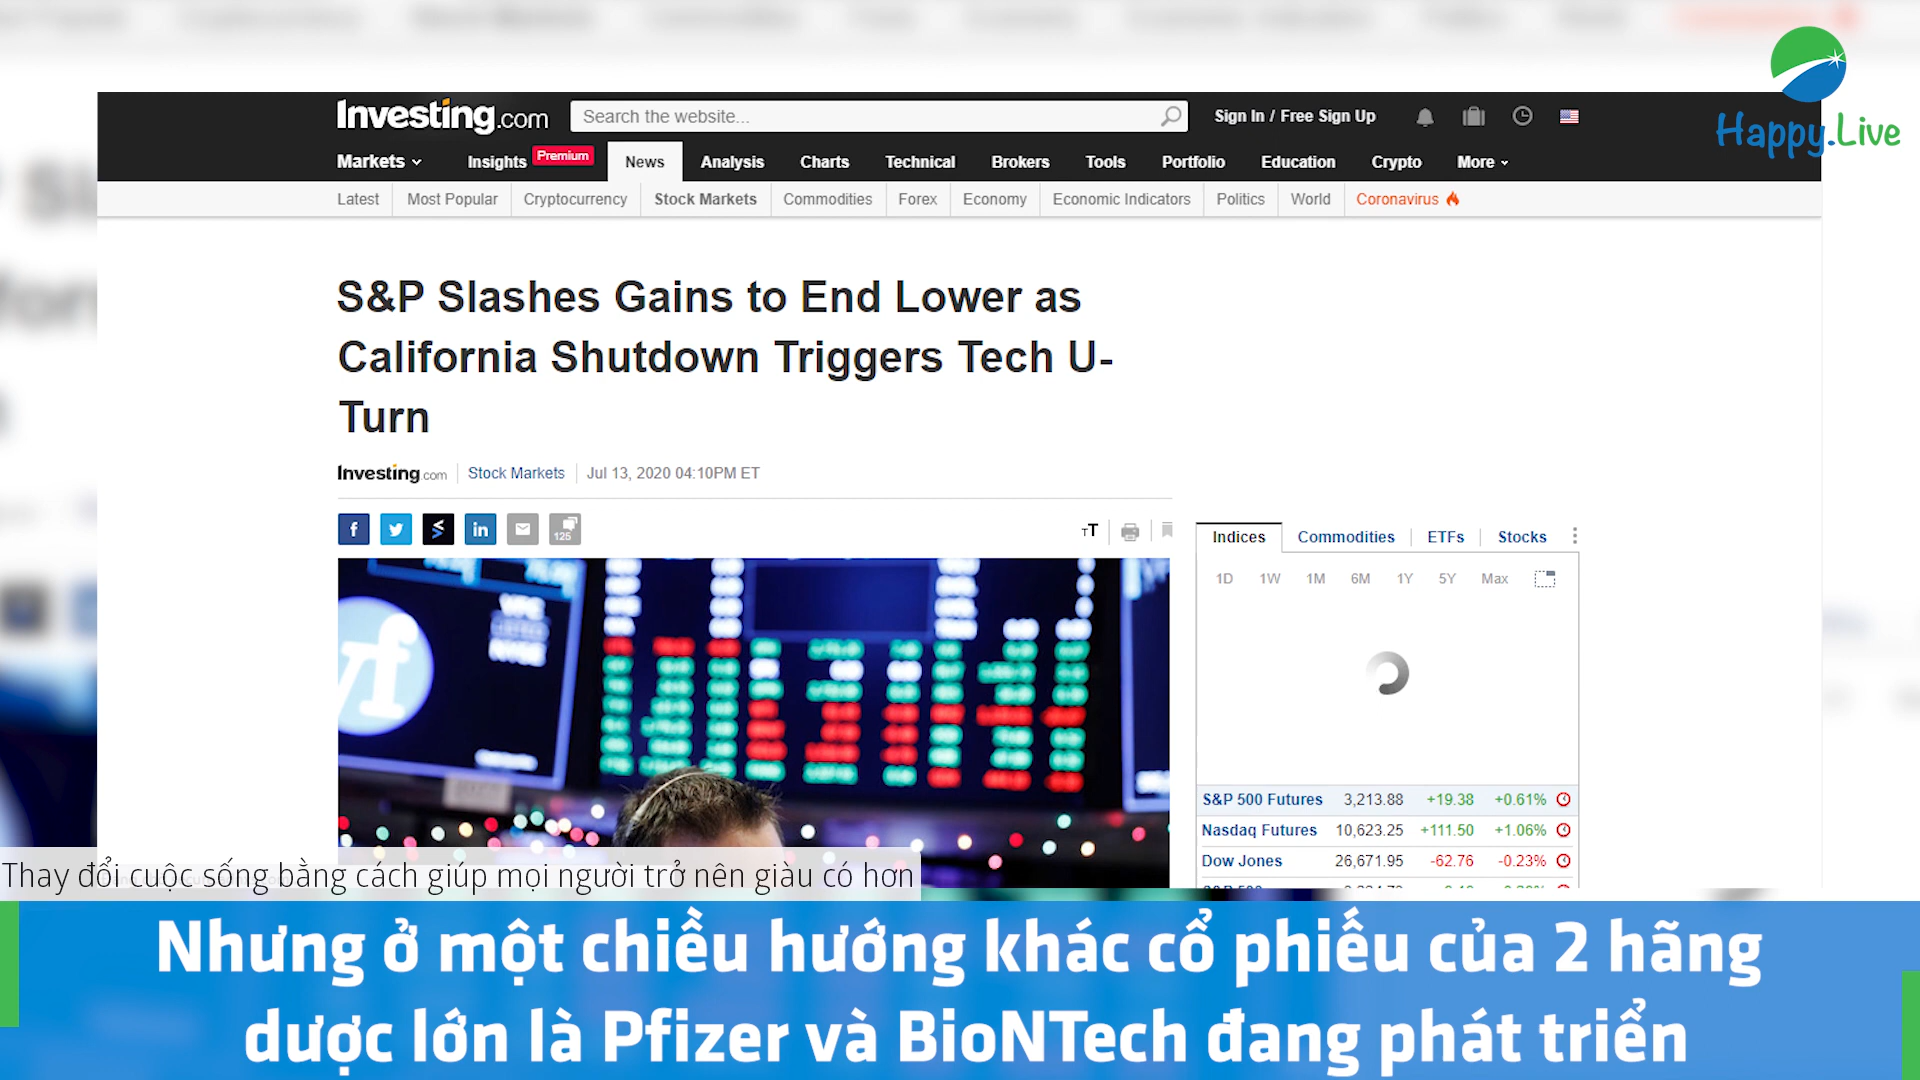 Happy.Live
Investing.com
Search the website...
Sign In / Free Sign Up
Markets
Insights
Premium
News
Analysis
Charts
Technical
Brokers
Tools
Portfolio
Education
Crypto
More
Latest
Most Popular
Cryptocurrency
Stock Markets
Commodities
Forex
Economy
Economic Indicators
Politics
World
Coronavirus
S&P Slashes Gains to End Lower as
California Shutdown Triggers Tech U-
Turn
Investing.com
Stock Markets
Jul 13, 2020 04:10PM ET
125
TT
Indices
Commodities
ETFs
Stocks
1D 1W 1M 6M 1Y 5Y Max
S&P 500 Futures 3,213.88 +19.38 +0.61%
Nasdaq Futures 10,623.25 +111.50 +1.06%
Dow Jones 26,671.95 -62.76 -0.23%
Thay đổi cuộc sống bằng cách giúp mọi người trở nên giàu có hơn
Nhưng ở một chiều hướng khác cổ phiếu của 2 hãng
dược lớn là Pfizer và BioNTech đang phát triển